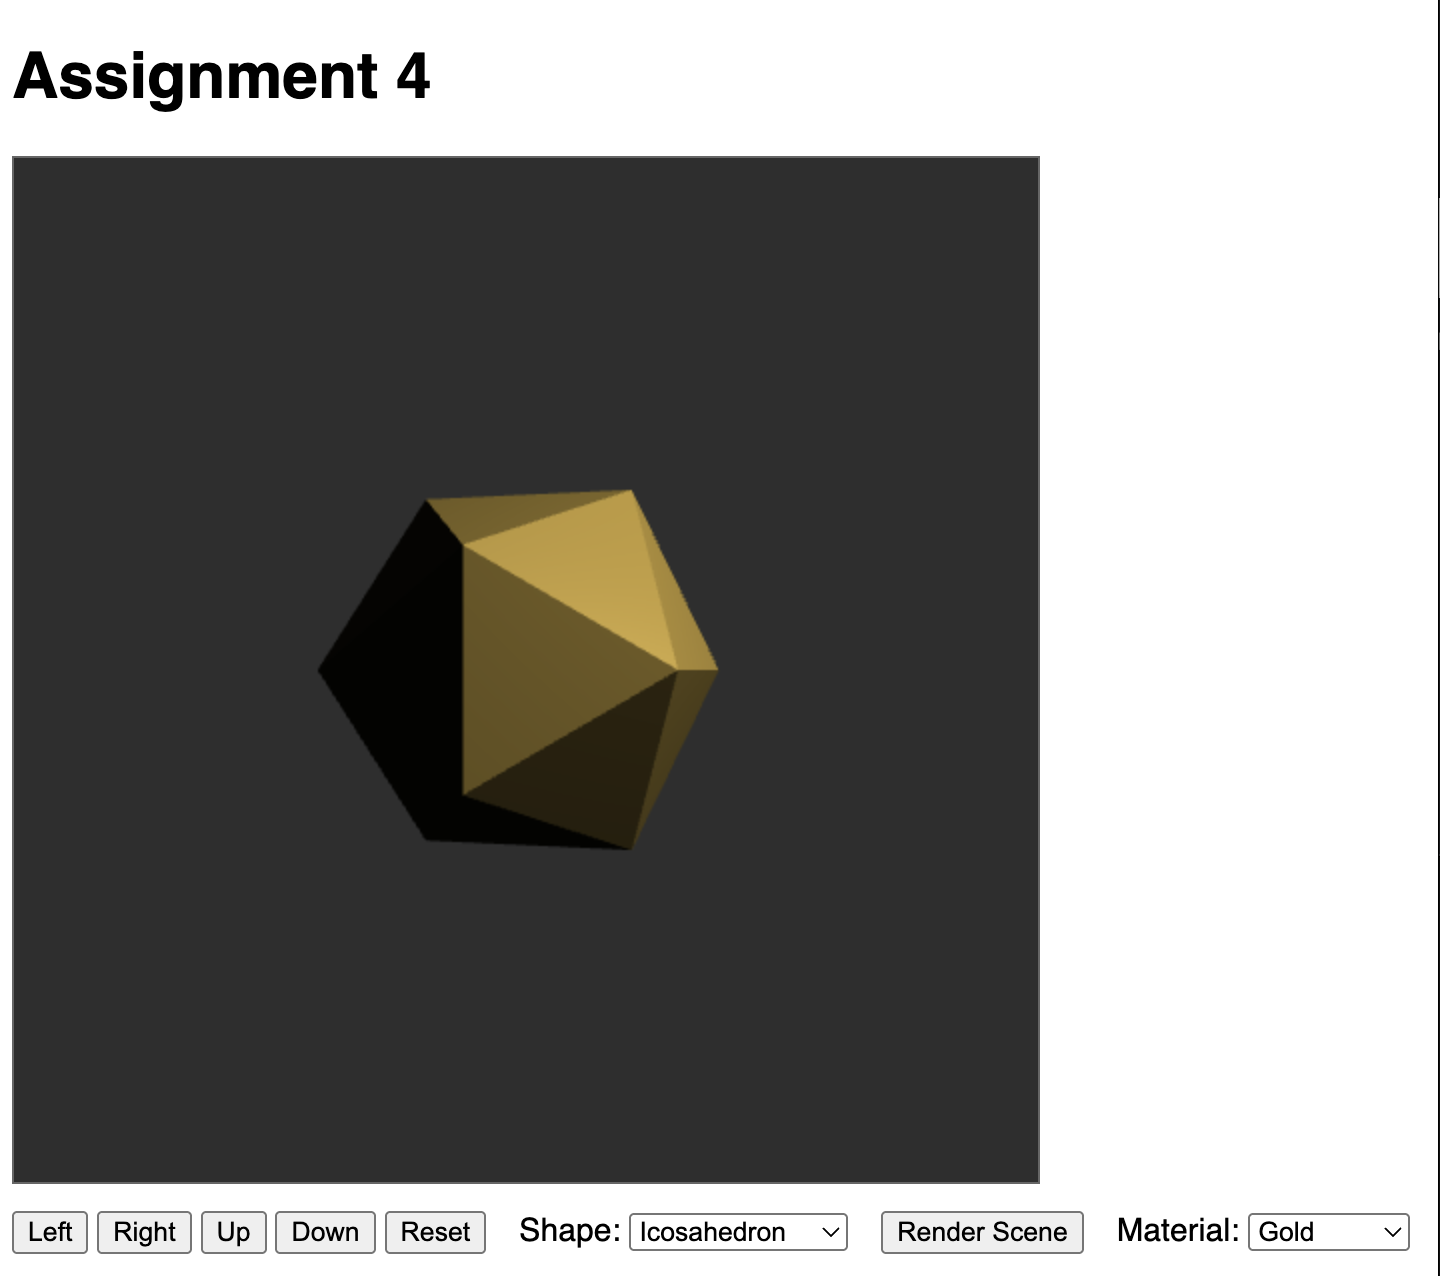 Assignment 4
Left Right Up Down Reset Shape: Icosahedron Render Scene Material: Gold